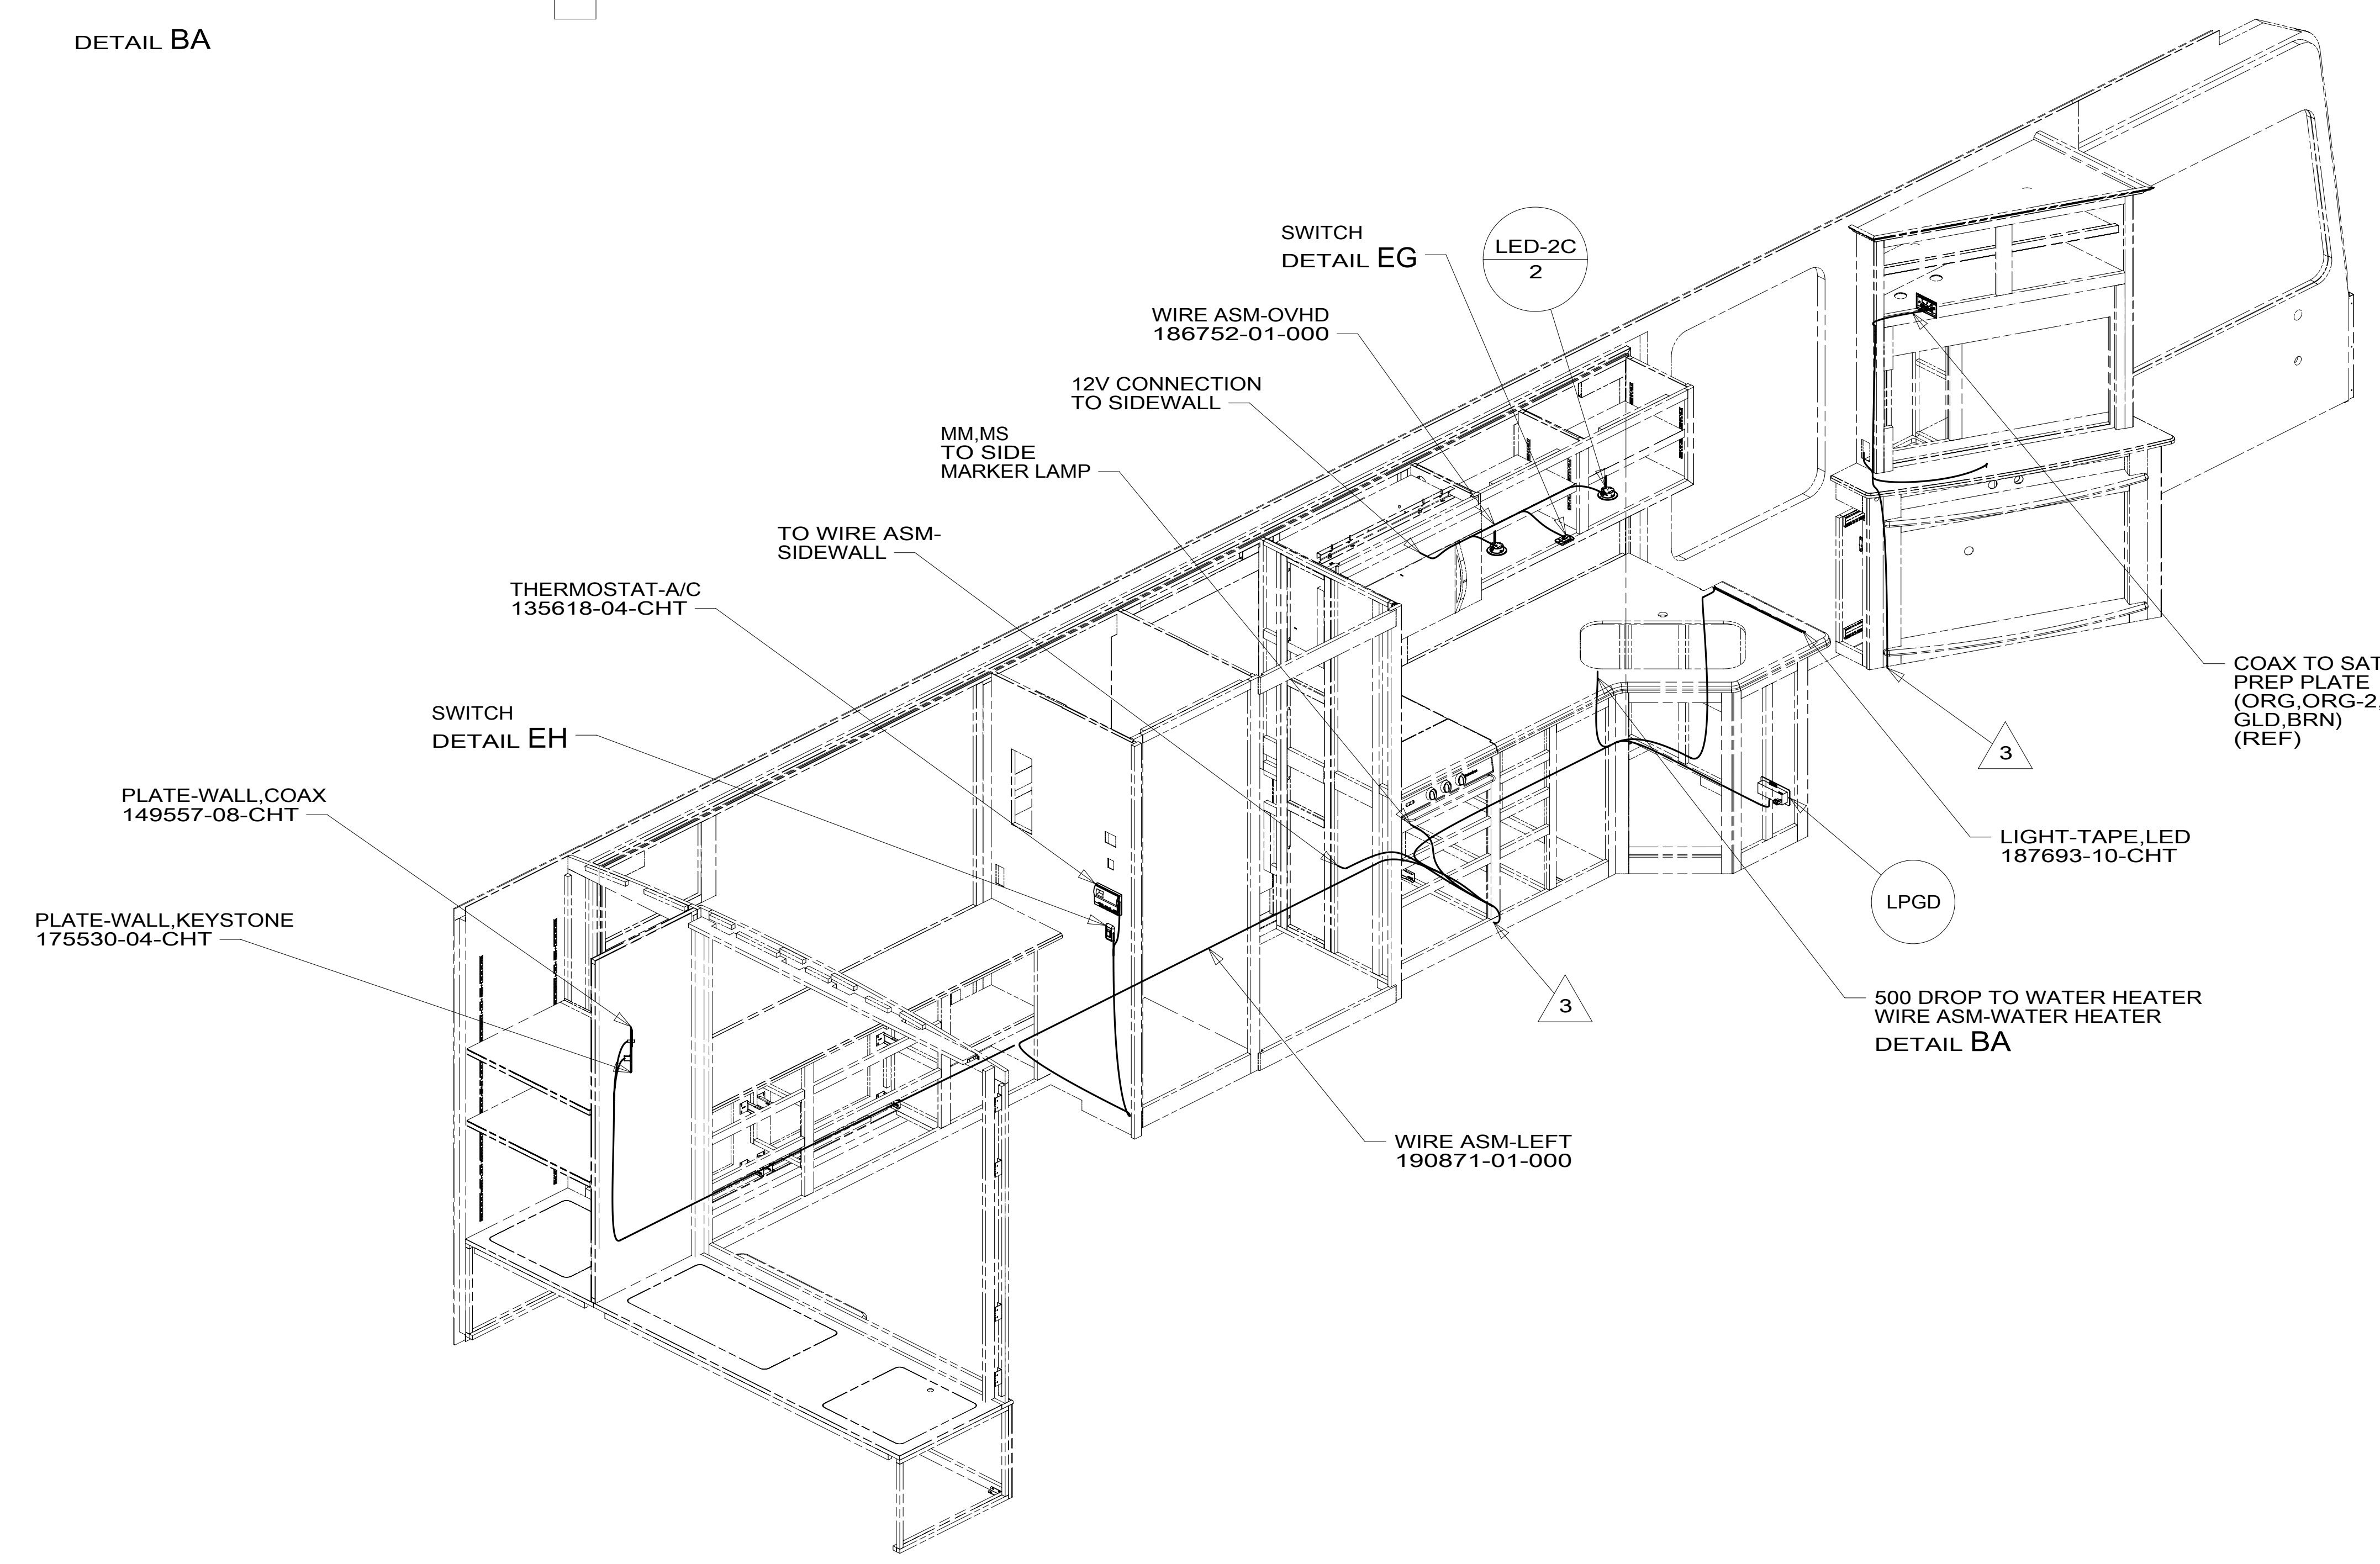 DETAIL BA
SWITCH
DETAIL EG
LED-2C
2
WIRE ASM-OVHD
186752-01-000
12V CONNECTION
TO SIDEWALL
MM,MS
TO SIDE
MARKER LAMP
TO WIRE ASM-
SIDEWALL
THERMOSTAT-A/C
135618-04-CHT
SWITCH
DETAIL EH
PLATE-WALL,COAX
149557-08-CHT
PLATE-WALL,KEYSTONE
175530-04-CHT
COAX TO SAT
PREP PLATE
(ORG,ORG-2,
GLD,BRN)
(REF)
3
LIGHT-TAPE,LED
187693-10-CHT
LPGD
3
500 DROP TO WATER HEATER
WIRE ASM-WATER HEATER
DETAIL BA
WIRE ASM-LEFT
190871-01-000